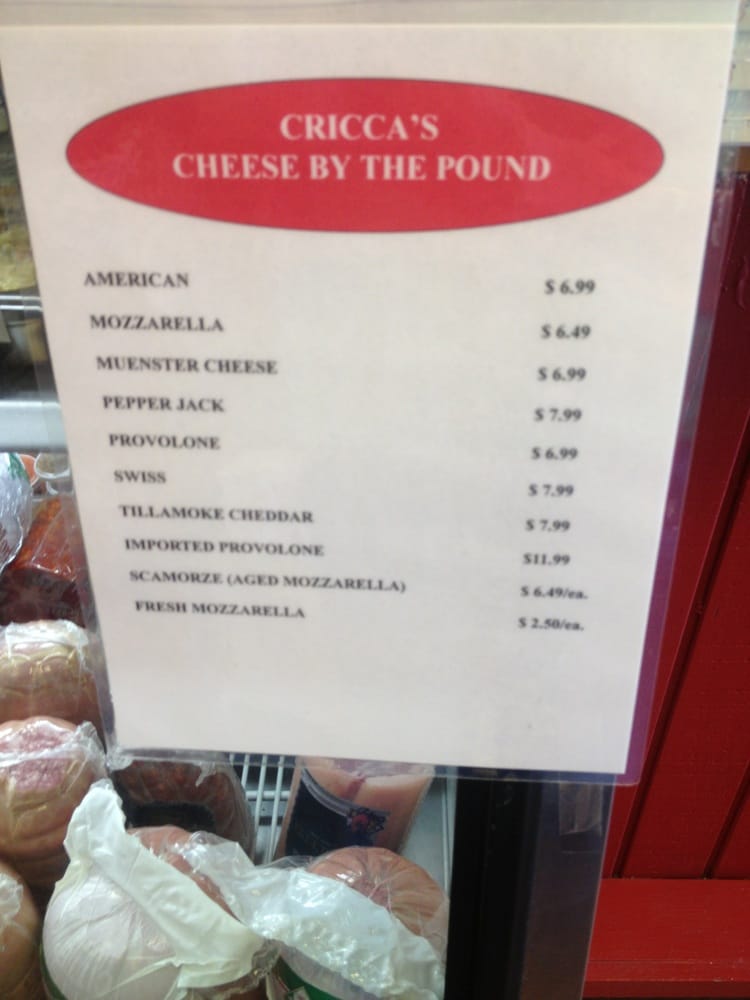 CRICCA'S
CHEESE BY THE POUND
AMERICAN $ 6.99
MOZZARELLA $ 6.49
MUENSTER CHEESE $ 6.99
PEPPER JACK $ 7.99
PROVOLONE $ 6.99
SWISS $ 7.99
TILLAMOKE CHEDDAR $ 7.99
IMPORTED PROVOLONE $11.99
SCAMORZE (AGED MOZZARELLA) $ 6.49/ea.
FRESH MOZZARELLA $ 2.50/ea.